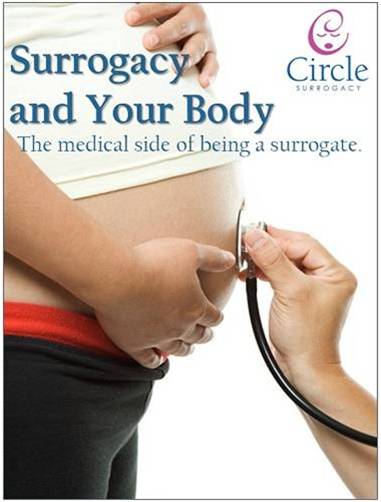 Surrogacy
and Your Body
The medical side of being a surrogate.
Circle
SURROGACY